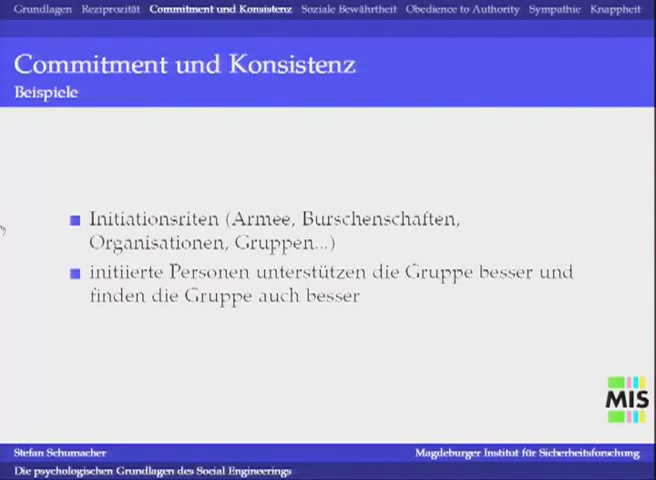 Grundlagen Reziprozität Commitment und Konsistenz Soziale Bewährtheit Obedience to Authority Sympathie Knappheit
Commitment und Konsistenz
Beispiele
Initiationsriten (Armee, Burschenschaften,
Organisationen, Gruppen...)
initiierte Personen unterstützen die Gruppe besser und
finden die Gruppe auch besser
MIS
Stefan Schumacher Magdeburger Institut für Sicherheitsforschung
Die psychologischen Grundlagen des Social Engineerings